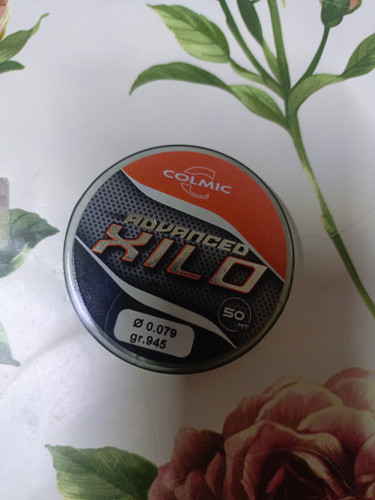 COLMIC
ADVANCED
XILO
50
MT
Ø 0.079
gr.945